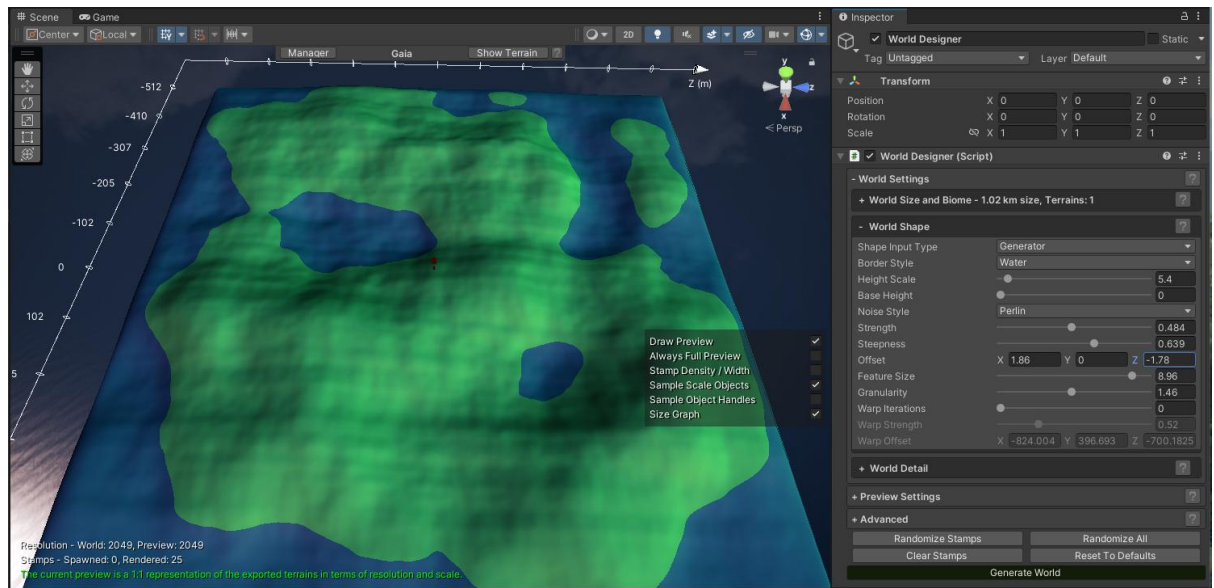 Scene
Game
Center
Local
2D
Manager
Gaia
Show Terrain
?
y
z
x
Persp
Z (m)
-512
-410
-307
-205
-102
0
102
5
Draw Preview
Always Full Preview
Stamp Density / Width
Sample Scale Objects
Sample Object Handles
Size Graph
Resolution - World: 2049, Preview: 2049
Stamps - Spawned: 0, Rendered: 25
The current preview is a 1:1 representation of the exported terrains in terms of resolution and scale.
Inspector
World Designer
Static
Tag Untagged Layer Default
Transform
Position X 0 Y 0 Z 0
Rotation X 0 Y 0 Z 0
Scale X 1 Y 1 Z 1
# World Designer (Script)
- World Settings ?
+ World Size and Biome - 1.02 km size, Terrains: 1 ?
- World Shape ?
Shape Input Type Generator
Border Style Water
Height Scale 5.4
Base Height 0
Noise Style Perlin
Strength 0.484
Steepness 0.639
Offset X 1.86 Y 0 Z -1.78
Feature Size 8.96
Granularity 1.46
Warp Iterations 0
Warp Strength 0.52
Warp Offset X -824.004 Y 396.693 Z -700.1825
+ World Detail ?
+ Preview Settings ?
+ Advanced ?
Randomize Stamps Randomize All
Clear Stamps Reset To Defaults
Generate World